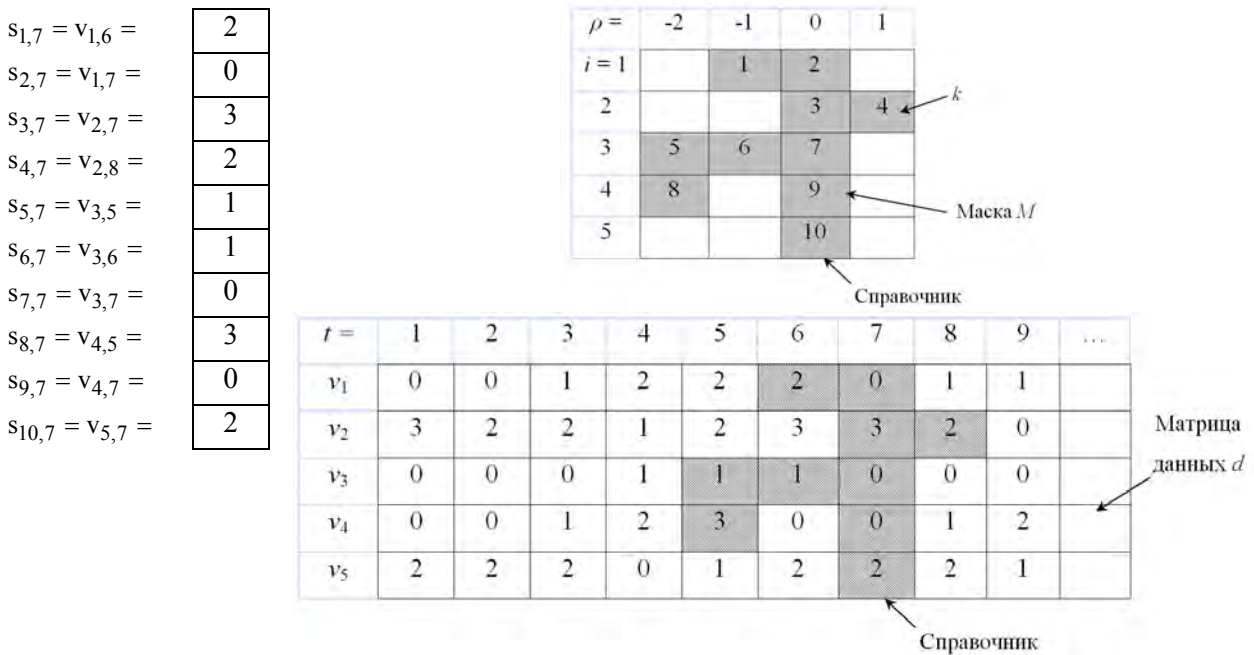 s1,7 = v1,6 = 2
s2,7 = v1,7 = 0
s3,7 = v2,7 = 3
s4,7 = v2,8 = 2
s5,7 = v3,5 = 1
s6,7 = v3,6 = 1
s7,7 = v3,7 = 0
s8,7 = v4,5 = 3
s9,7 = v4,7 = 0
s10,7 = v5,7 = 2
ρ = -2 -1 0 1
i = 1 1 2
2 3 4
k
3 5 6 7
4 8 9
Маска M
5 10
Справочник
t = 1 2 3 4 5 6 7 8 9 ...
v1 0 0 1 2 2 2 0 1 1
v2 3 2 2 1 2 3 3 2 0
v3 0 0 0 1 1 1 0 0 0
v4 0 0 1 2 3 0 0 1 2
v5 2 2 2 0 1 2 2 2 1
Матрица
данных d
Справочник